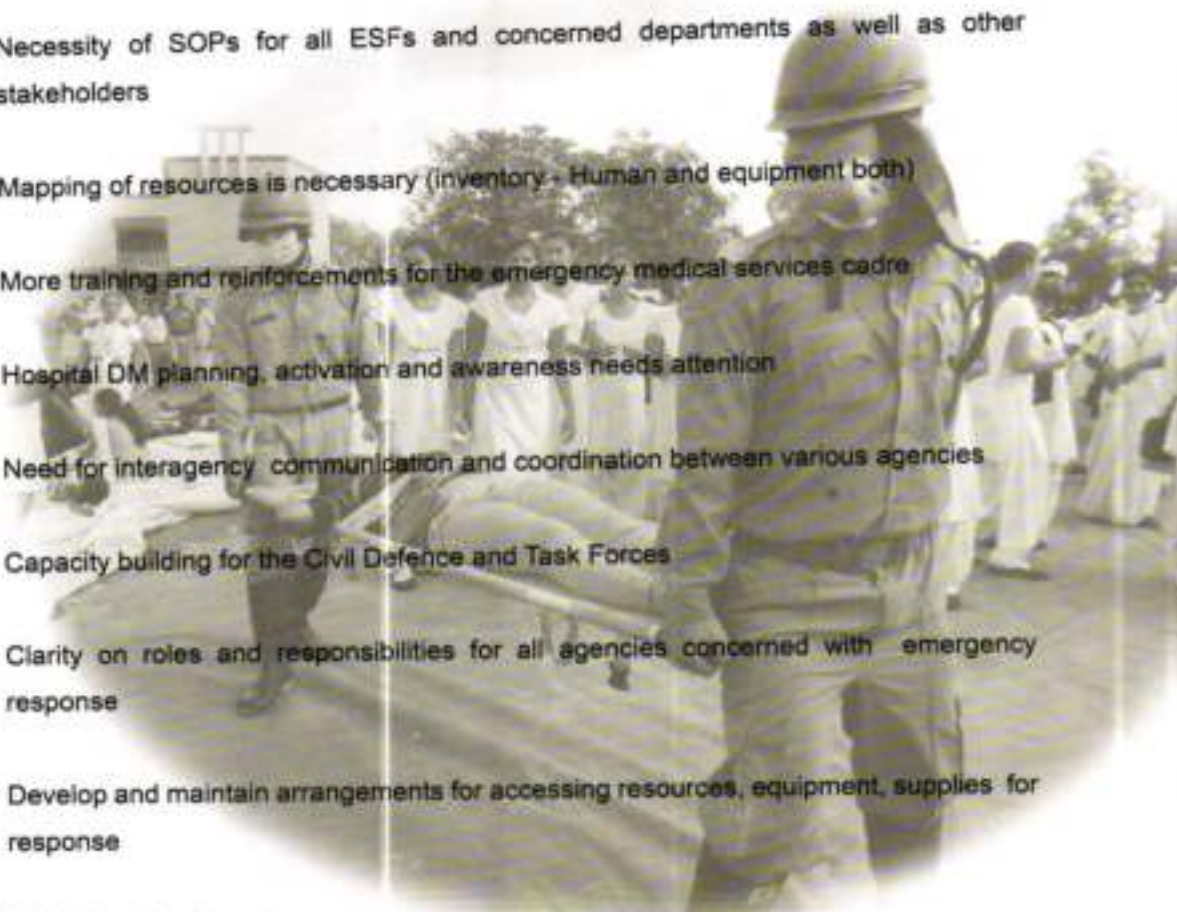 Necessity of SOPs for all ESFs and concerned departments as well as other
stakeholders
Mapping of resources is necessary (inventory - Human and equipment both)
More training and reinforcements for the emergency medical services cadre
Hospital DM planning, activation and awareness needs attention
Need for interagency communication and coordination between various agencies
Capacity building for the Civil Defence and Task Forces
Clarity on roles and responsibilities for all agencies concerned with emergency
response
Develop and maintain arrangements for accessing resources, equipment, supplies for
response